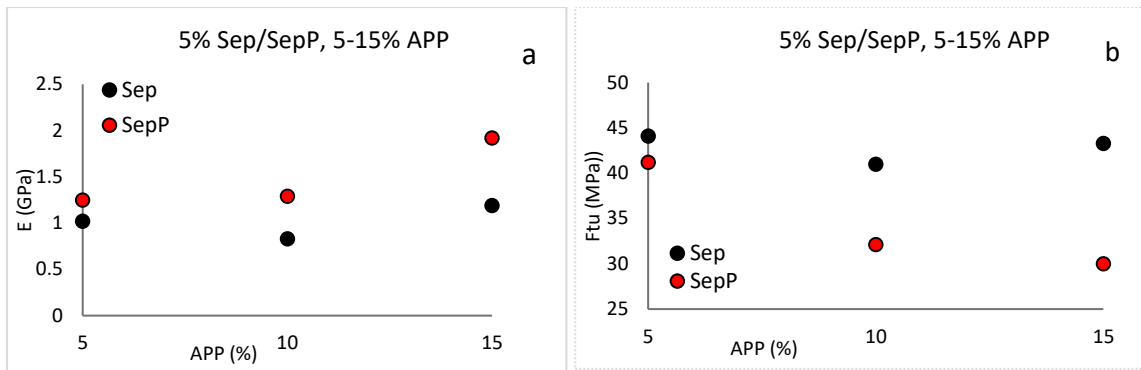 5% Sep/SepP, 5-15% APP
a
2.5
2
1.5
1
0.5
0
E (GPa)
Sep
SepP
5
10
15
APP (%)
5% Sep/SepP, 5-15% APP
b
50
45
40
35
30
25
Ftu (MPa))
Sep
SepP
5
10
15
APP (%)